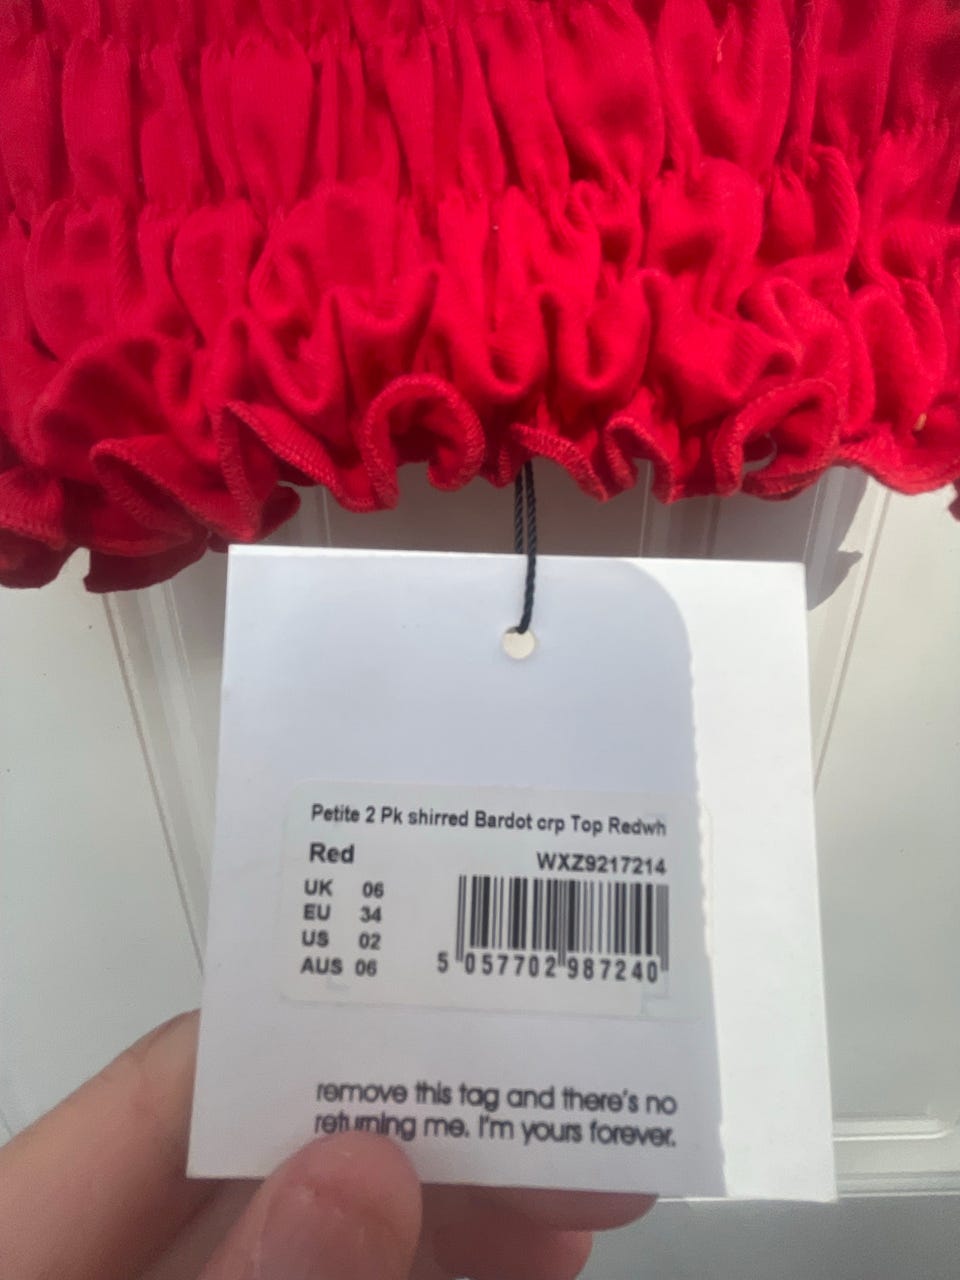 Petite 2 Pk shirred Bardot crp Top Redwh
Red
WXZ9217214
UK 06
EU 34
US 02
AUS 06
5 057702 987240
remove this tag and there's no
returning me. I'm yours forever.